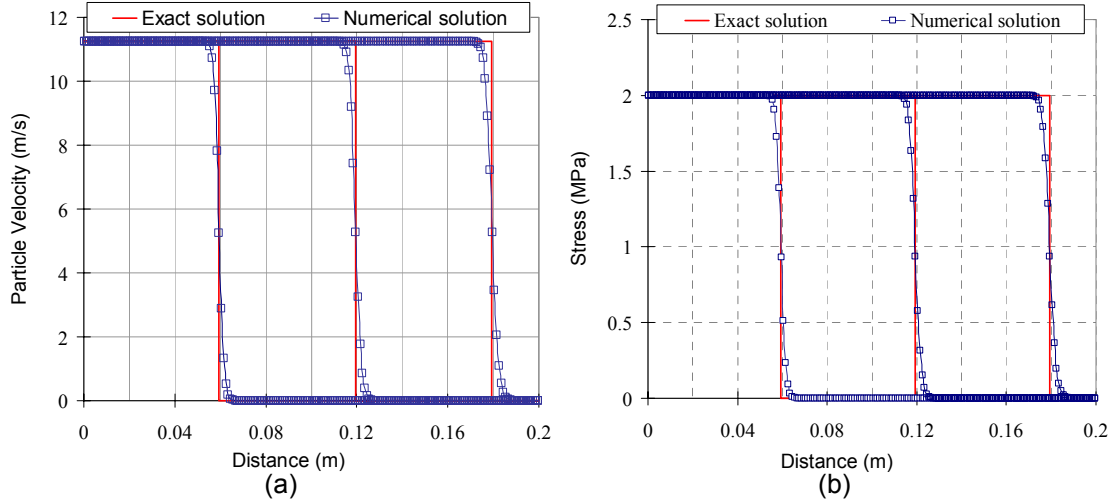 Exact solution Numerical solution
Particle Velocity (m/s)
12
10
8
6
4
2
0
0 0.04 0.08 0.12 0.16 0.2
Distance (m)
(a)
Exact solution Numerical solution
Stress (MPa)
2.5
2
1.5
1
0.5
0
0 0.04 0.08 0.12 0.16 0.2
Distance (m)
(b)